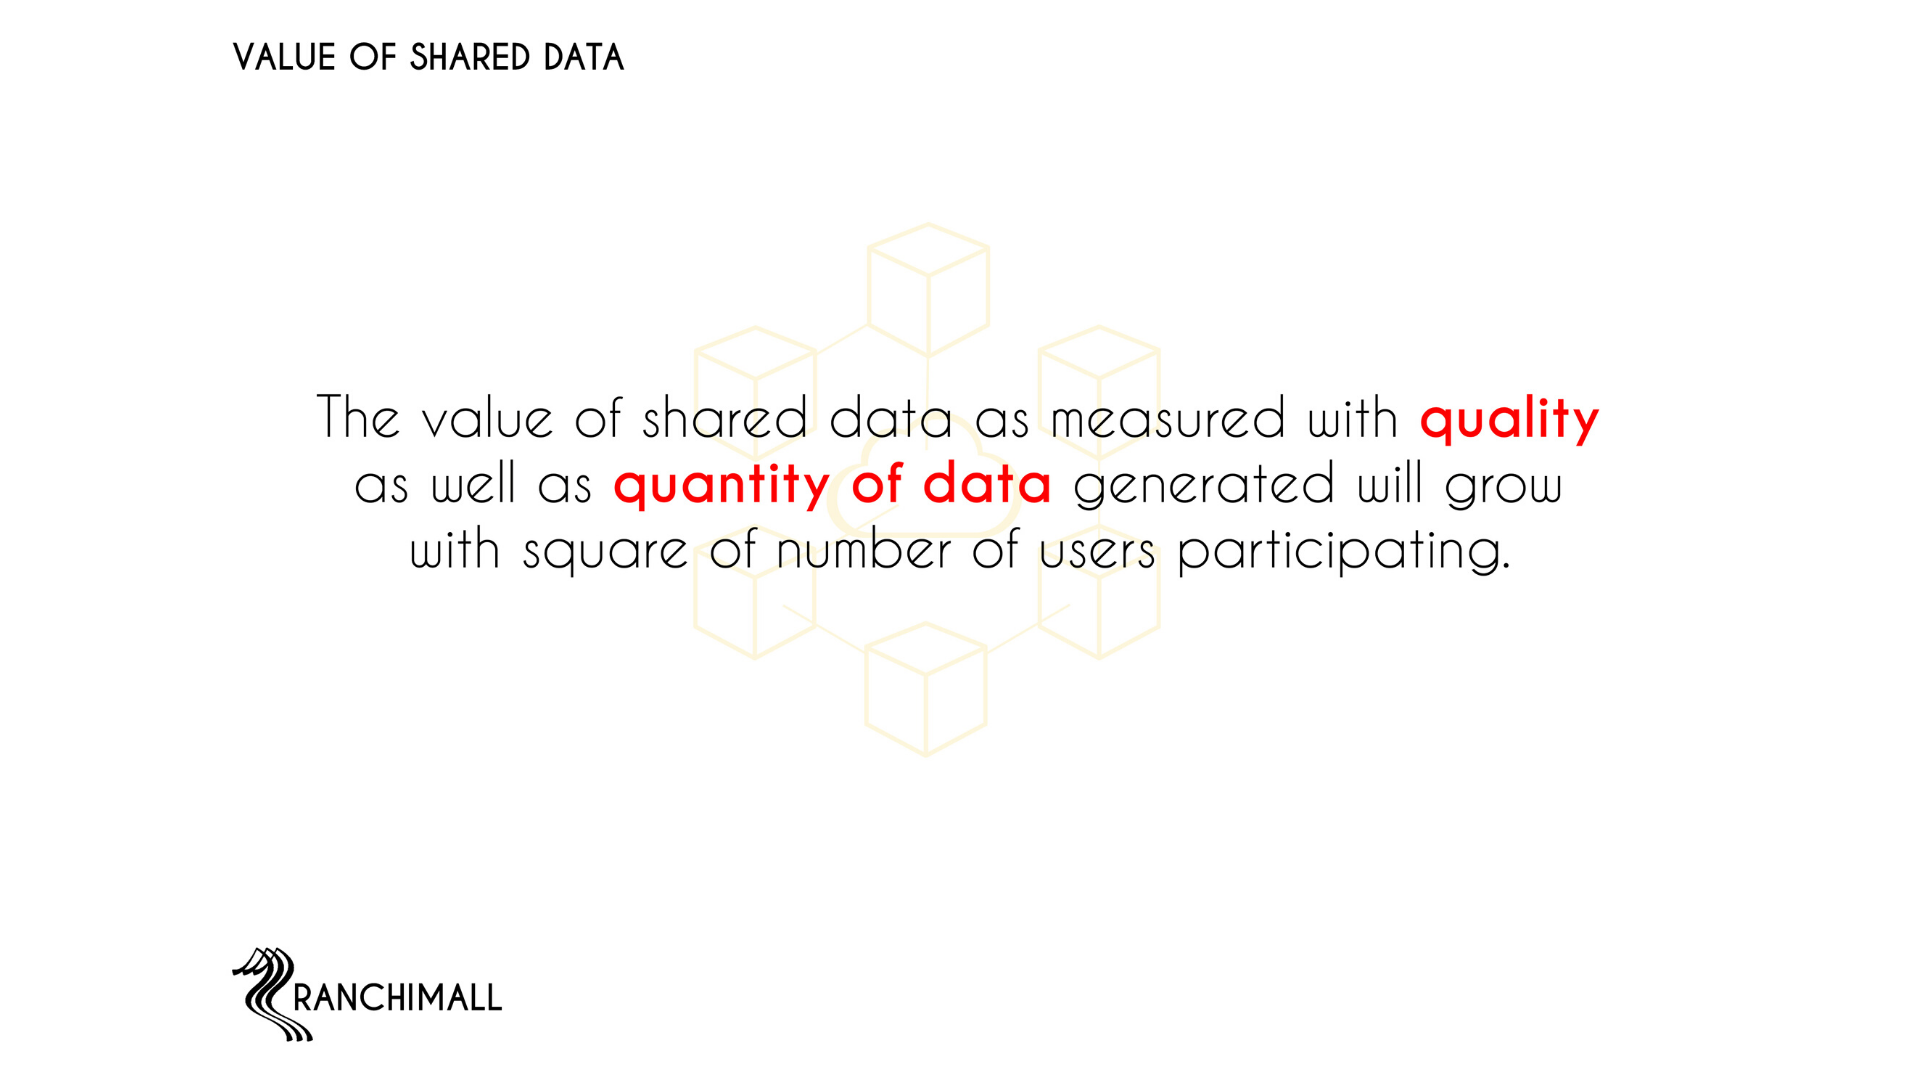 VALUE OF SHARED DATA
The value of shared data as measured with quality
as well as quantity of data generated will grow
with square of number of users participating.
RANCHIMALL